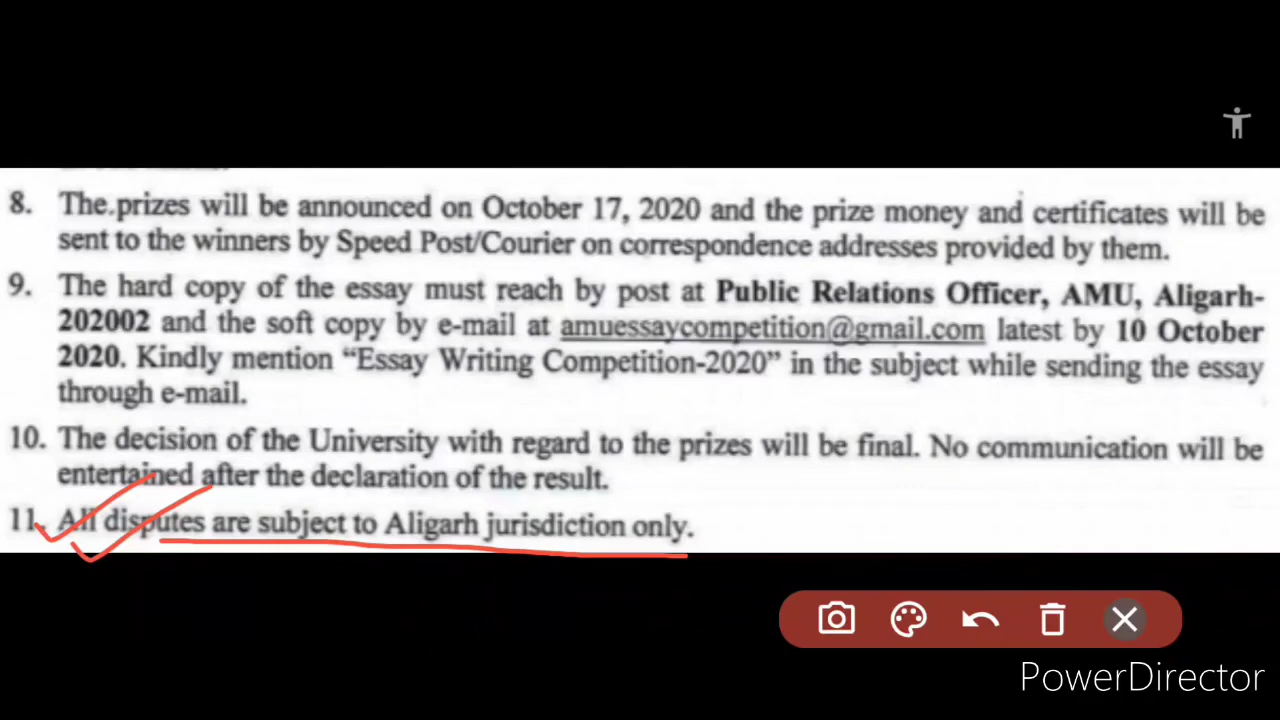 8. The prizes will be announced on October 17, 2020 and the prize money and certificates will be
sent to the winners by Speed Post/Courier on correspondence addresses provided by them.
9. The hard copy of the essay must reach by post at Public Relations Officer, AMU, Aligarh-
202002 and the soft copy by e-mail at amuessaycompetition@gmail.com latest by 10 October
2020. Kindly mention “Essay Writing Competition-2020” in the subject while sending the essay
through e-mail.
10. The decision of the University with regard to the prizes will be final. No communication will be
entertained after the declaration of the result.
11. All disputes are subject to Aligarh jurisdiction only.
PowerDirector